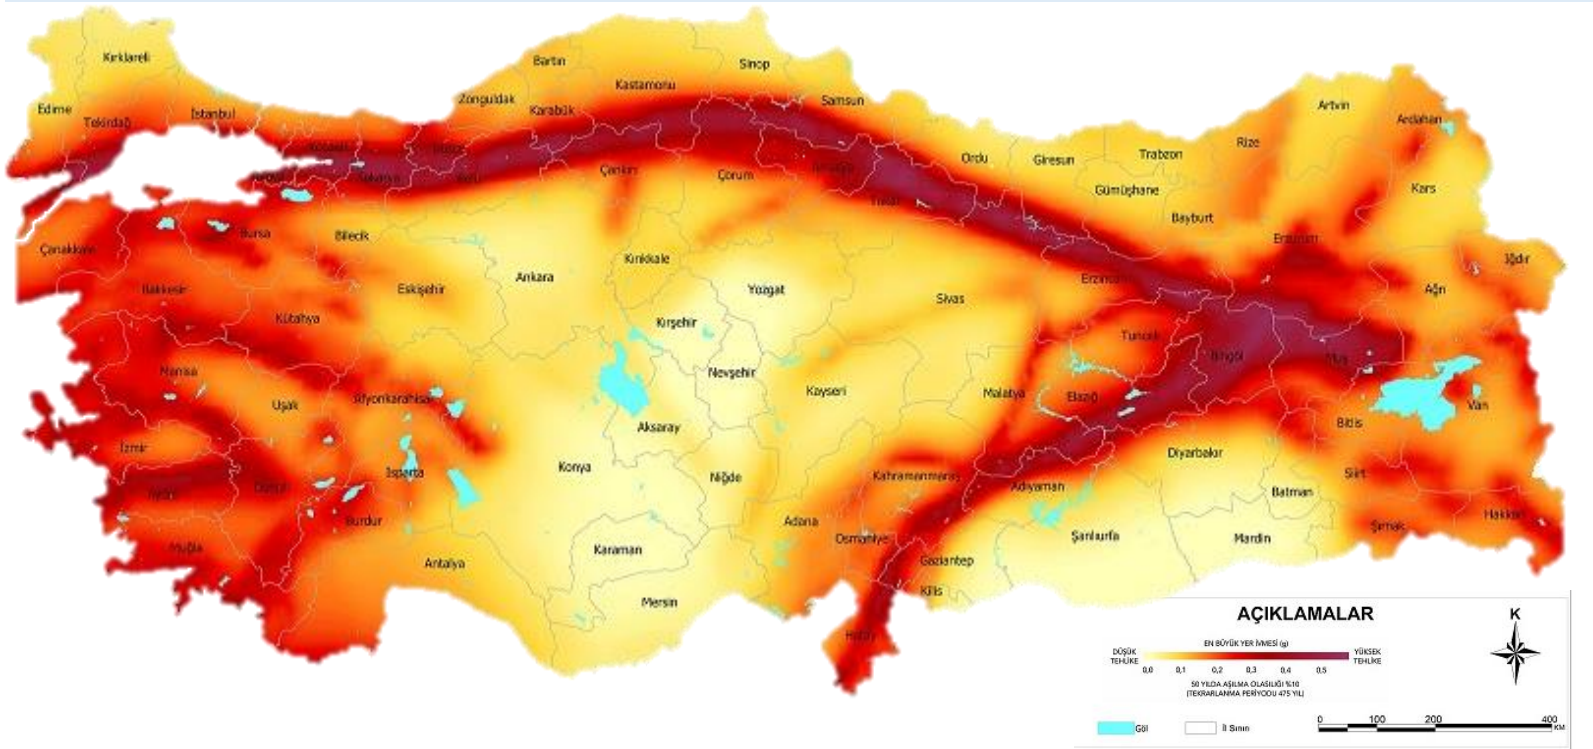 Kırklareli
Edirne
Tekirdağ
İstanbul
Bartın
Zonguldak
Karabük
Kastamonu
Sinop
Samsun
Çankırı
Çorum
Tokat
Ordu
Giresun
Trabzon
Rize
Artvin
Ardahan
Kars
Gümüşhane
Bayburt
Erzurum
Iğdır
Ağrı
Çanakkale
Bursa
Bilecik
Balıkesir
Kütahya
Eskişehir
Ankara
Kırıkkale
Yozgat
Sivas
Erzincan
Tunceli
Kırşehir
Manisa
Uşak
Afyonkarahisar
Nevşehir
Kayseri
Malatya
Elazığ
Bingöl
Muş
Bitlis
Van
İzmir
Isparta
Aksaray
Konya
Niğde
Kahramanmaraş
Adıyaman
Diyarbakır
Siirt
Batman
Aydın
Denizli
Burdur
Muğla
Antalya
Karaman
Mersin
Adana
Osmaniye
Gaziantep
Kilis
Hatay
Şanlıurfa
Mardin
Şırnak
Hakkari
AÇIKLAMALAR
EN BÜYÜK YER İVMESİ (g)
DÜŞÜK TEHLİKE
YÜKSEK TEHLİKE
0,0 0,1 0,2 0,3 0,4 0,5
50 YILDA AŞILMA OLASILIĞI %10
(TEKRARLANMA PERİYODU 475 YIL)
K
Göl
İl Sınırı
0 100 200 400
KM